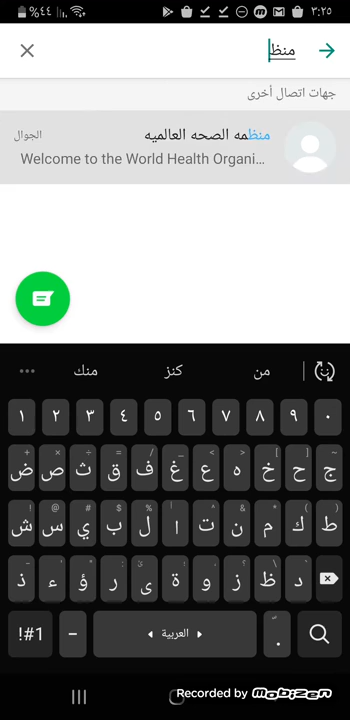 %٤٤ ٣:٢٥
منظ
جهات اتصال أخرى
منظمه الصحه العالميه الجوال
Welcome to the World Health Organi...
من كنز منك
١ ٢ ٣ ٤ ٥ ٦ ٧ ٨ ٩ ٠
ض ص ث ق ف غ ع ه خ ح ج
ش س ي ب ل ا ت ن م ك ط
ذ ء ؤ ر ى ة و ز ظ د
!#1 - العربية .
Recorded by mobizen